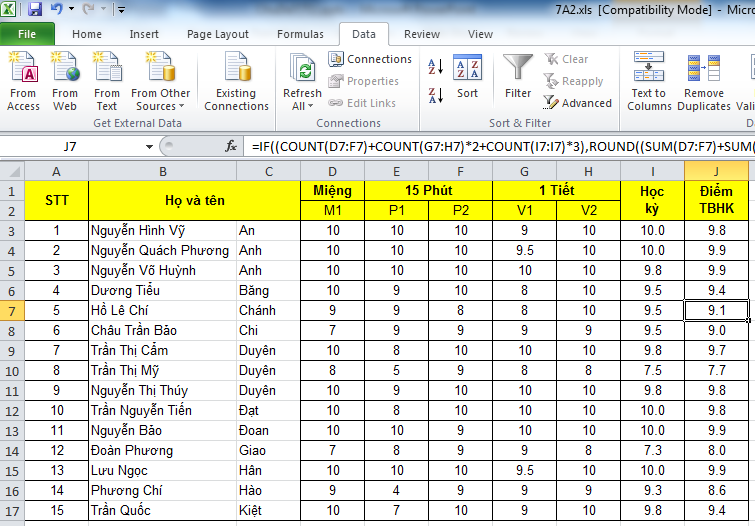 7A2.xls [Compatibility Mode] - Micro
File Home Insert Page Layout Formulas Data Review View
From Access
From Web
From Text
From Other Sources
Existing Connections
Refresh All
Connections
Properties
Edit Links
Sort
Filter
Clear
Reapply
Advanced
Text to Columns
Remove Duplicates
Get External Data Connections Sort & Filter
J7 fx =IF((COUNT(D7:F7)+COUNT(G7:H7)*2+COUNT(I7:I7)*3),ROUND((SUM(D7:F7)+SUM(
A B C D E F G H I J
1 STT Họ và tên Miệng 15 Phút 1 Tiết Học kỳ Điểm TBHK
2 M1 P1 P2 V1 V2
3 1 Nguyễn Hình Vỹ An 10 10 10 9 10 10.0 9.8
4 2 Nguyễn Quách Phương Anh 10 10 10 9.5 10 10.0 9.9
5 3 Nguyễn Võ Huỳnh Anh 10 10 10 10 10 9.8 9.9
6 4 Dương Tiểu Băng 10 9 10 8 10 9.5 9.4
7 5 Hồ Lê Chí Chánh 9 9 8 8 10 9.5 9.1
8 6 Châu Trần Bảo Chi 7 9 9 9 9 9.5 9.0
9 7 Trần Thị Cẩm Duyên 10 8 10 10 10 9.8 9.7
10 8 Trần Thị Mỹ Duyên 8 5 9 8 8 7.5 7.7
11 9 Nguyễn Thị Thúy Duyên 10 9 10 10 10 9.8 9.8
12 10 Trần Nguyễn Tiến Đạt 10 8 10 10 10 10.0 9.8
13 11 Nguyễn Bảo Đoan 10 10 9 10 10 10.0 9.9
14 12 Đoàn Phương Giao 7 8 9 9 8 7.3 8.0
15 13 Lưu Ngọc Hân 10 10 10 9.5 10 10.0 9.9
16 14 Phương Chí Hào 9 4 9 9 9 9.3 8.6
17 15 Trần Quốc Kiệt 10 7 10 9 10 9.8 9.4